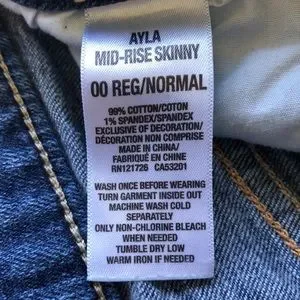 AYLA
MID-RISE SKINNY
00 REG/NORMAL
99% COTTON/COTON
1% SPANDEX/SPANDEX
EXCLUSIVE OF DECORATION/
DÉCORATION NON COMPRISE
MADE IN CHINA/
FABRIQUÉ EN CHINE
RN121726 CA53201
WASH ONCE BEFORE WEARING
TURN GARMENT INSIDE OUT
MACHINE WASH COLD
SEPARATELY
ONLY NON-CHLORINE BLEACH
WHEN NEEDED
TUMBLE DRY LOW
WARM IRON IF NEEDED